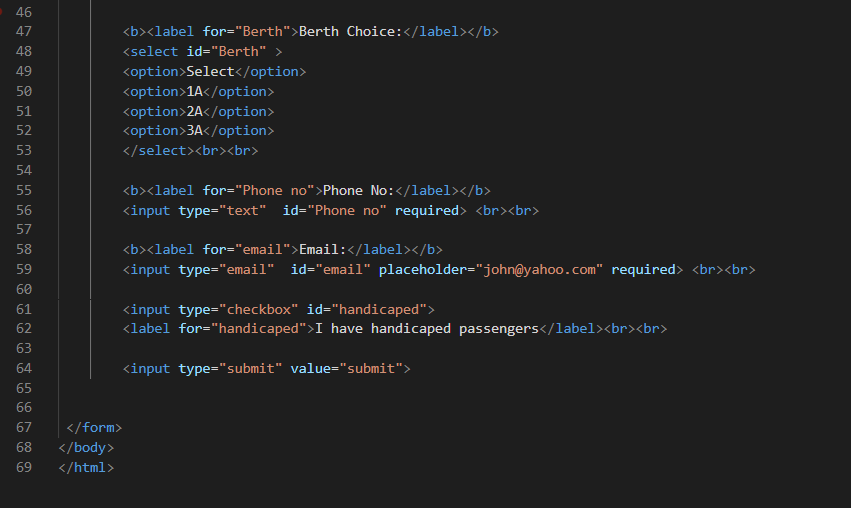 46
47 <b><label for="Berth">Berth Choice:</label></b>
48 <select id="Berth" >
49 <option>Select</option>
50 <option>1A</option>
51 <option>2A</option>
52 <option>3A</option>
53 </select><br><br>
54
55 <b><label for="Phone no">Phone No:</label></b>
56 <input type="text"  id="Phone no" required> <br><br>
57
58 <b><label for="email">Email:</label></b>
59 <input type="email"  id="email" placeholder="john@yahoo.com" required> <br><br>
60
61 <input type="checkbox" id="handicaped">
62 <label for="handicaped">I have handicaped passengers</label><br><br>
63
64 <input type="submit" value="submit">
65
66
67 </form>
68 </body>
69 </html>